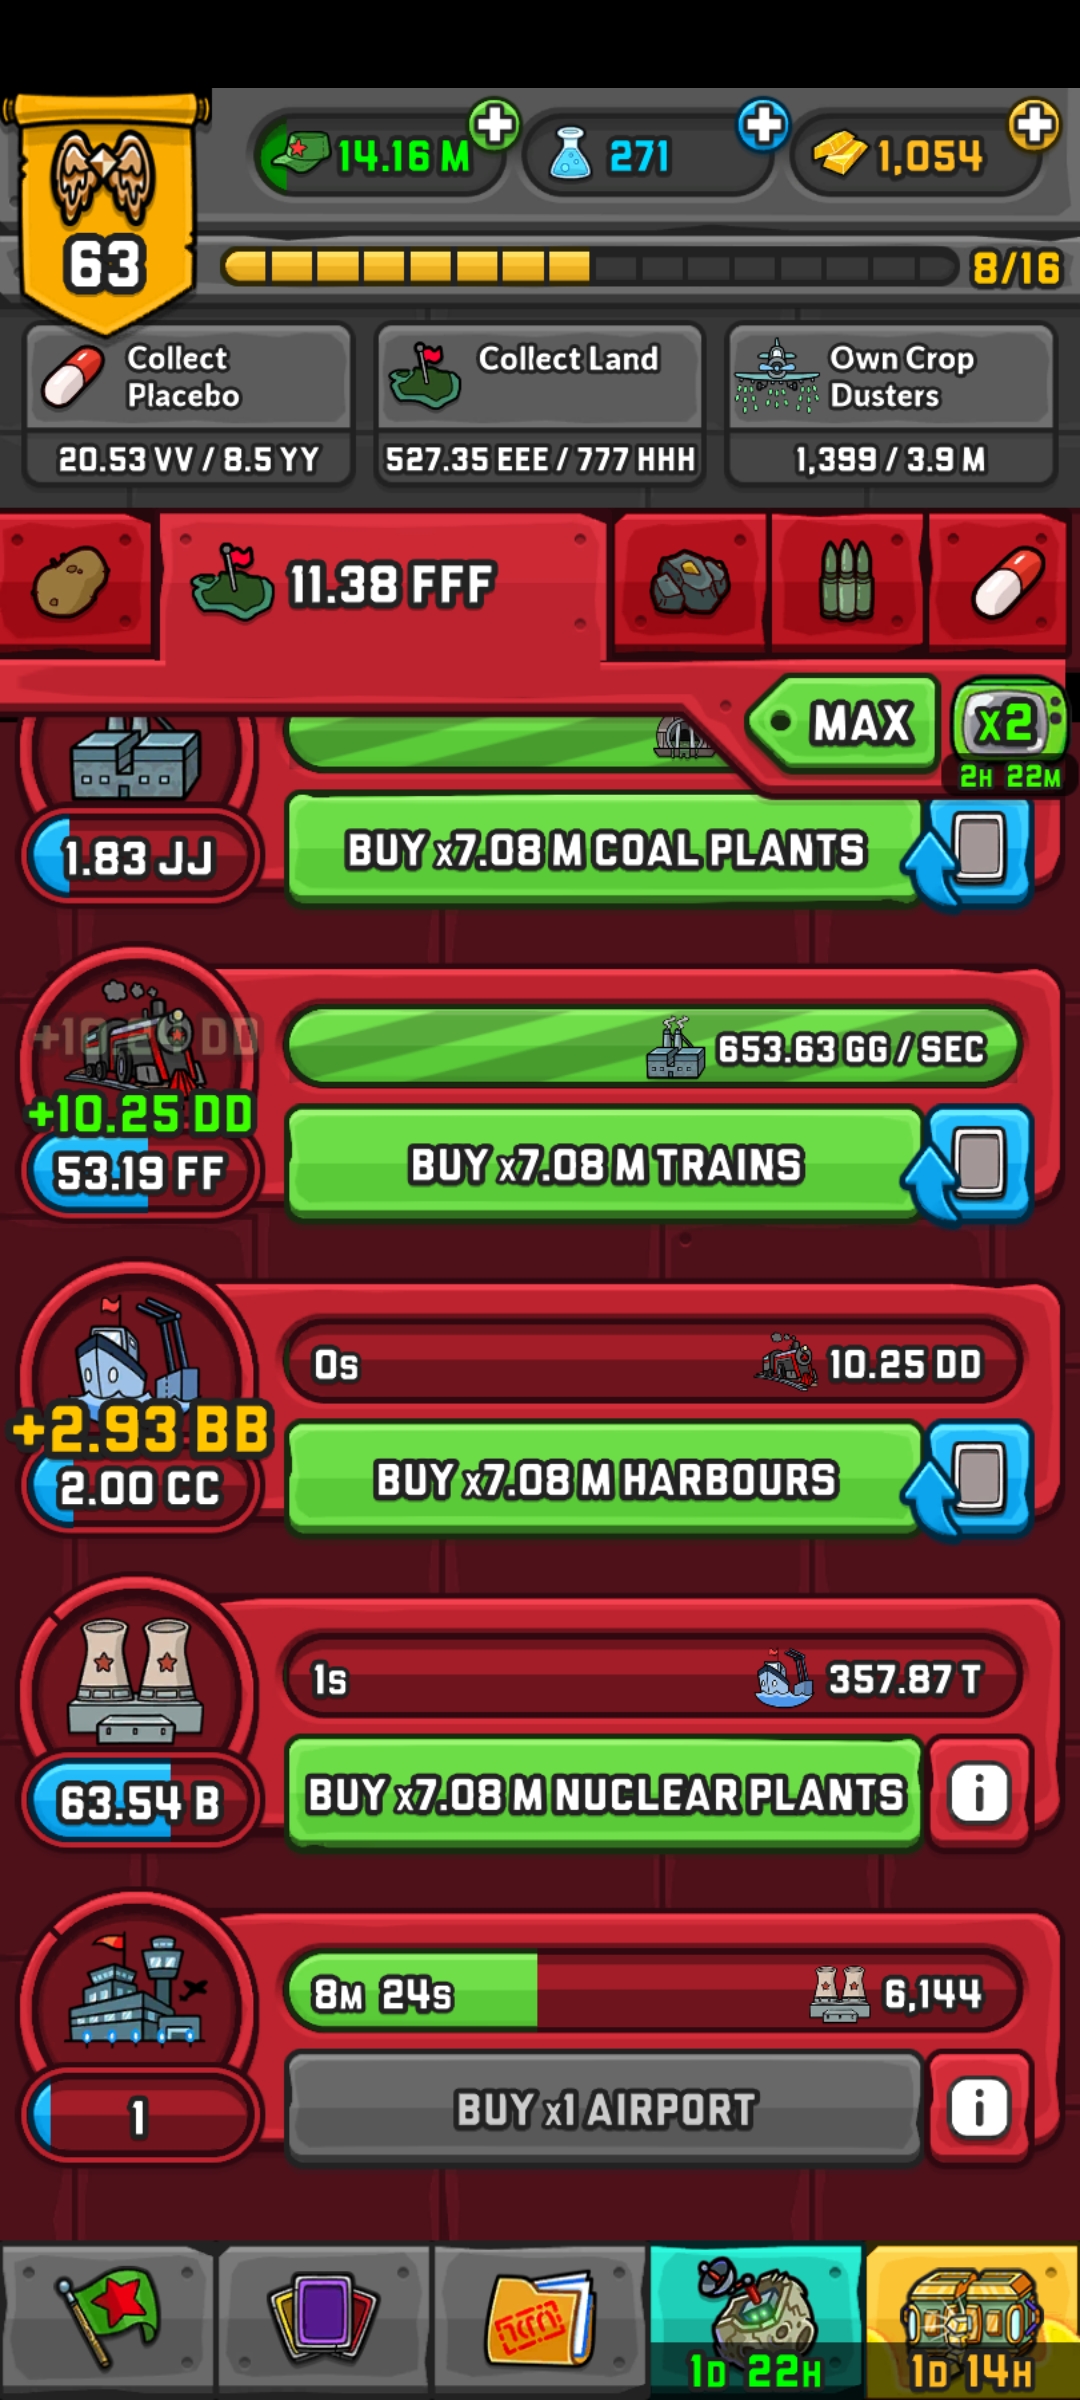 14.16 M
271
1,054
63
8/16
Collect
Placebo
20.53 VV / 8.5 YY
Collect Land
527.35 EEE / 777 HHH
Own Crop
Dusters
1,399 / 3.9 M
11.38 FFF
MAX
x2
2H 22M
1.83 JJ
BUY x7.08 M COAL PLANTS
+10.25 DD
653.63 GG / SEC
+10.25 DD
53.19 FF
BUY x7.08 M TRAINS
0s
10.25 DD
+2.93 BB
2.00 CC
BUY x7.08 M HARBOURS
1s
357.87 T
63.54 B
BUY x7.08 M NUCLEAR PLANTS
i
8M 24s
6,144
1
BUY x1 AIRPORT
i
1D 22H
1D 14H